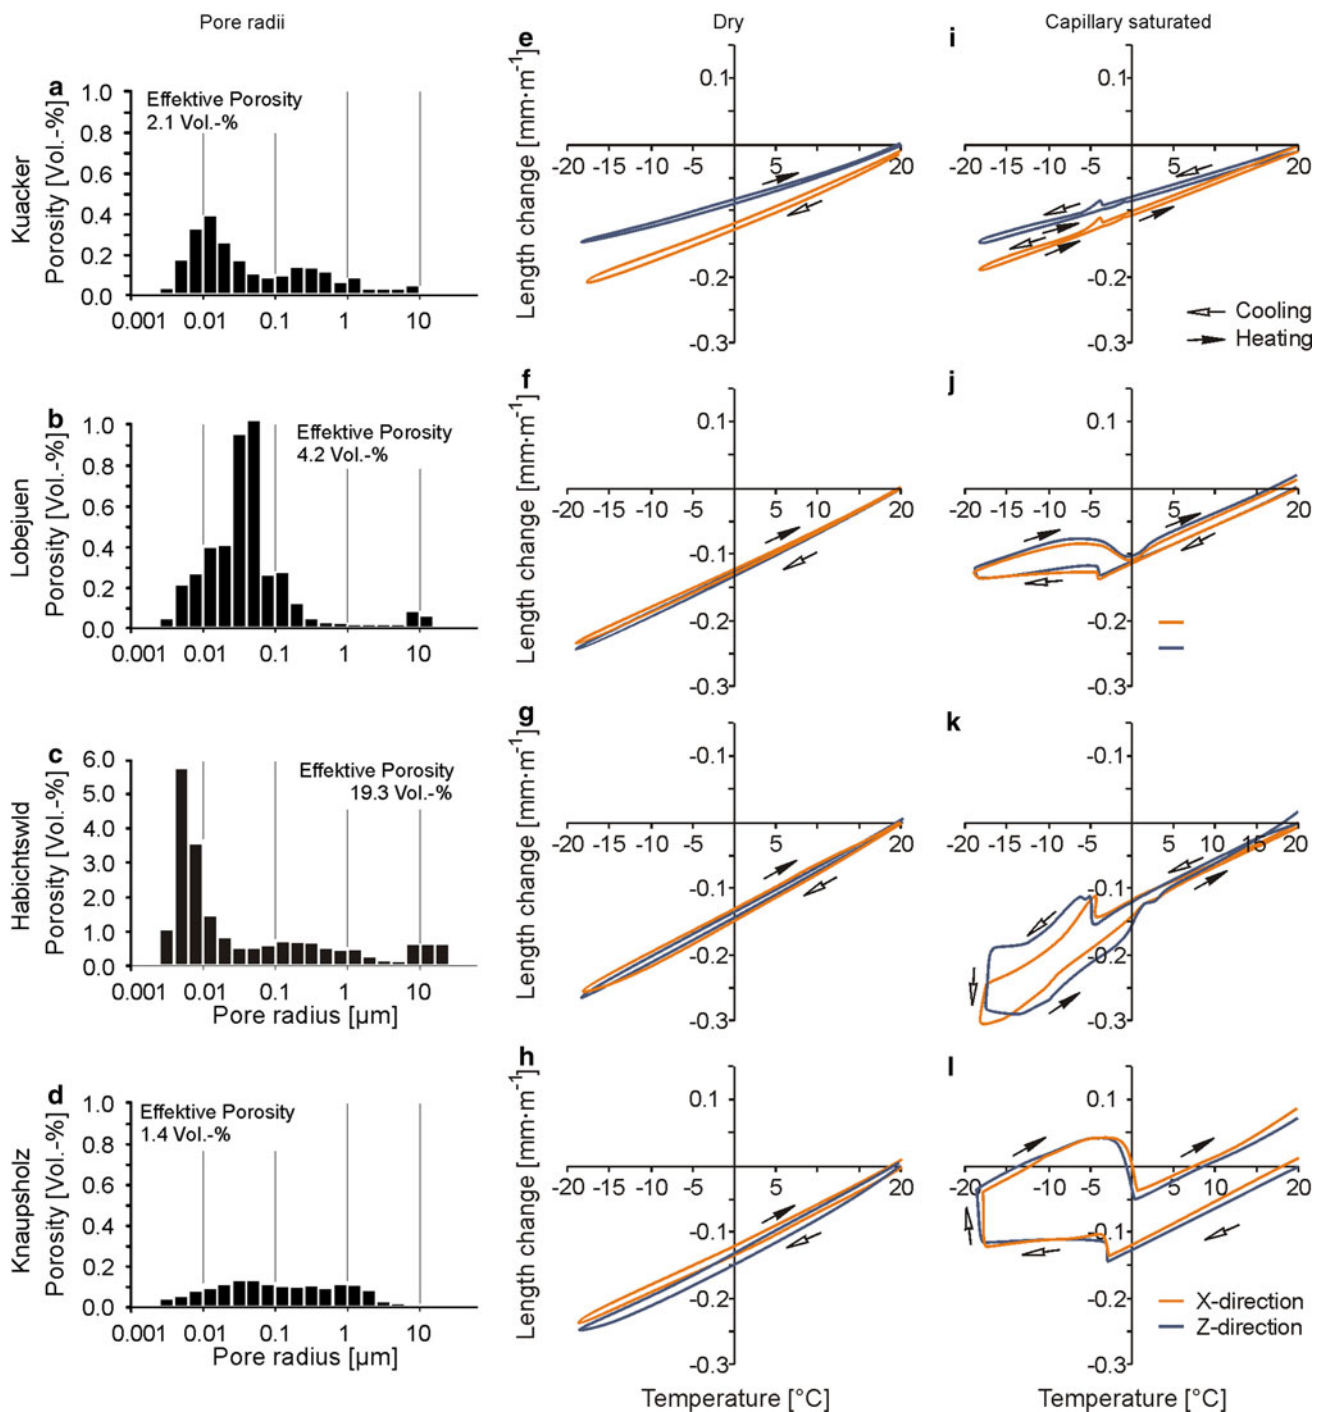 Pore radii
Dry
Capillary saturated
a
Kuacker
Porosity [Vol.-%]
Effektive Porosity
2.1 Vol.-%
1.0
0.8
0.6
0.4
0.2
0.0
0.001 0.01 0.1 1 10
e
Length change [mm·m⁻¹]
0.1
-20 -15 -10 -5 5 15 20
-0.2
-0.3
i
0.1
-20 -15 -10 -5 5 10 15 20
-0.2
-0.3
Cooling
Heating
b
Lobejuen
Porosity [Vol.-%]
Effektive Porosity
4.2 Vol.-%
1.0
0.8
0.6
0.4
0.2
0.0
0.001 0.01 0.1 1 10
f
Length change [mm·m⁻¹]
0.1
-20 -15 -10 -5 5 10 20
-0.1
-0.2
-0.3
j
0.1
-20 -15 -10 -5 5 10 20
-0.1
-0.2
-0.3
c
Habichtswld
Porosity [Vol.-%]
Effektive Porosity
19.3 Vol.-%
6.0
5.0
4.0
3.0
2.0
1.0
0.0
0.001 0.01 0.1 1 10
Pore radius [µm]
g
Length change [mm·m⁻¹]
-0.1
-20 -15 -10 -5 5 20
-0.1
-0.2
-0.3
k
-0.1
-20 -15 -10 -5 5 10 15 20
-0.1
-0.2
-0.3
d
Knaupsholz
Porosity [Vol.-%]
Effektive Porosity
1.4 Vol.-%
1.0
0.8
0.6
0.4
0.2
0.0
0.001 0.01 0.1 1 10
Pore radius [µm]
h
Length change [mm·m⁻¹]
0.1
-20 -15 -10 -5 5 20
-0.1
-0.2
-0.3
Temperature [°C]
l
0.1
-20 -10 -5 5 10 20
-0.1
-0.2
-0.3
X-direction
Z-direction
Temperature [°C]